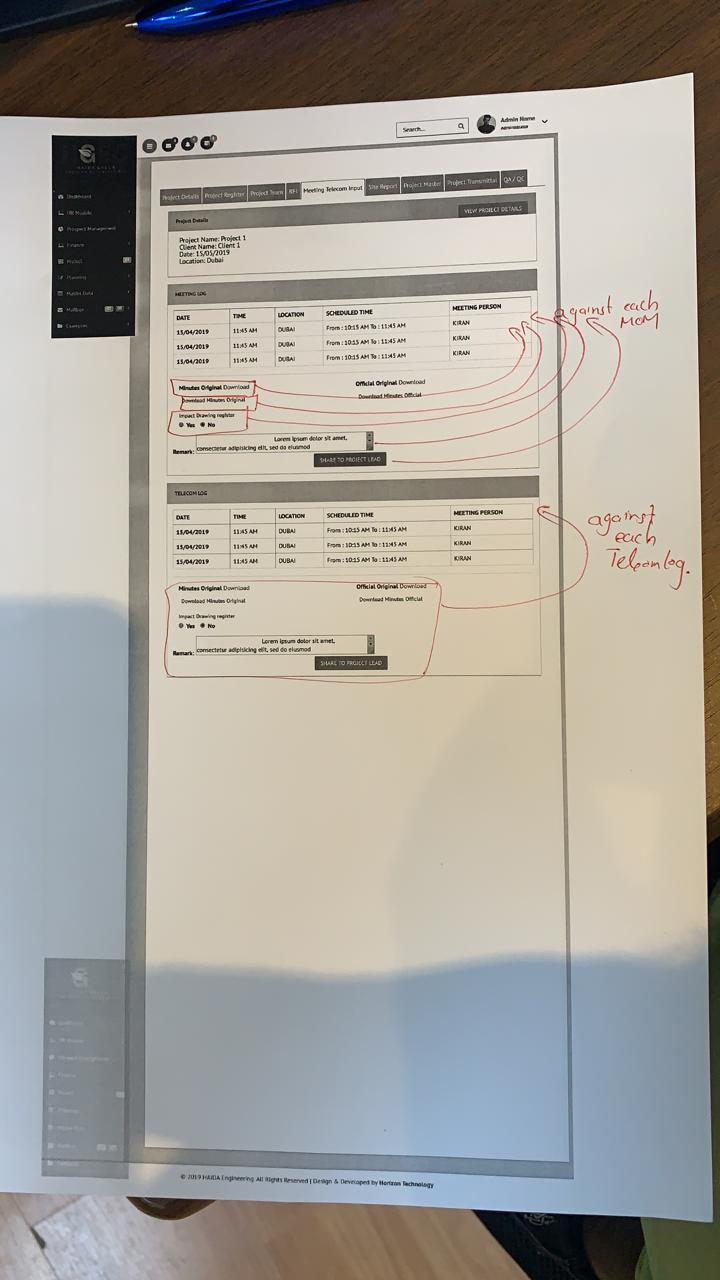 Search...
Admin Name
HAIDA
Dashboard
HR Module
Prospect Management
Finance
Project
Planning
Master Data
Mailbox
Examples
Project Details Project Register Project Team RFI Meeting Telecom Input Site Report Project Master Project Transmittal QA / QC
Project Details
VIEW PROJECT DETAILS
Project Name: Project 1
Client Name: Client 1
Date: 15/05/2019
Location: Dubai
MEETING LOG
DATE TIME LOCATION SCHEDULED TIME MEETING PERSON
15/04/2019 11:45 AM DUBAI From : 10:15 AM To : 11:45 AM KIRAN
15/04/2019 11:45 AM DUBAI From : 10:15 AM To : 11:45 AM KIRAN
15/04/2019 11:45 AM DUBAI From : 10:15 AM To : 11:45 AM KIRAN
against each
MOM
Minutes Original Download Official Original Download
Download Minutes Original Download Minutes Official
Impact Drawing register
Yes No
Lorem ipsum dolor sit amet,
Remark: consectetur adipisicing elit, sed do eiusmod
SHARE TO PROJECT LEAD
TELECOM LOG
DATE TIME LOCATION SCHEDULED TIME MEETING PERSON
15/04/2019 11:45 AM DUBAI From : 10:15 AM To : 11:45 AM KIRAN
15/04/2019 11:45 AM DUBAI From : 10:15 AM To : 11:45 AM KIRAN
15/04/2019 11:45 AM DUBAI From : 10:15 AM To : 11:45 AM KIRAN
against
each
Telecom log.
Minutes Original Download Official Original Download
Download Minutes Original Download Minutes Official
Impact Drawing register
Yes No
Lorem ipsum dolor sit amet,
Remark: consectetur adipisicing elit, sed do eiusmod
SHARE TO PROJECT LEAD
© 2019 HAIDA Engineering. All Rights Reserved | Design & Developed by Horizon Technology